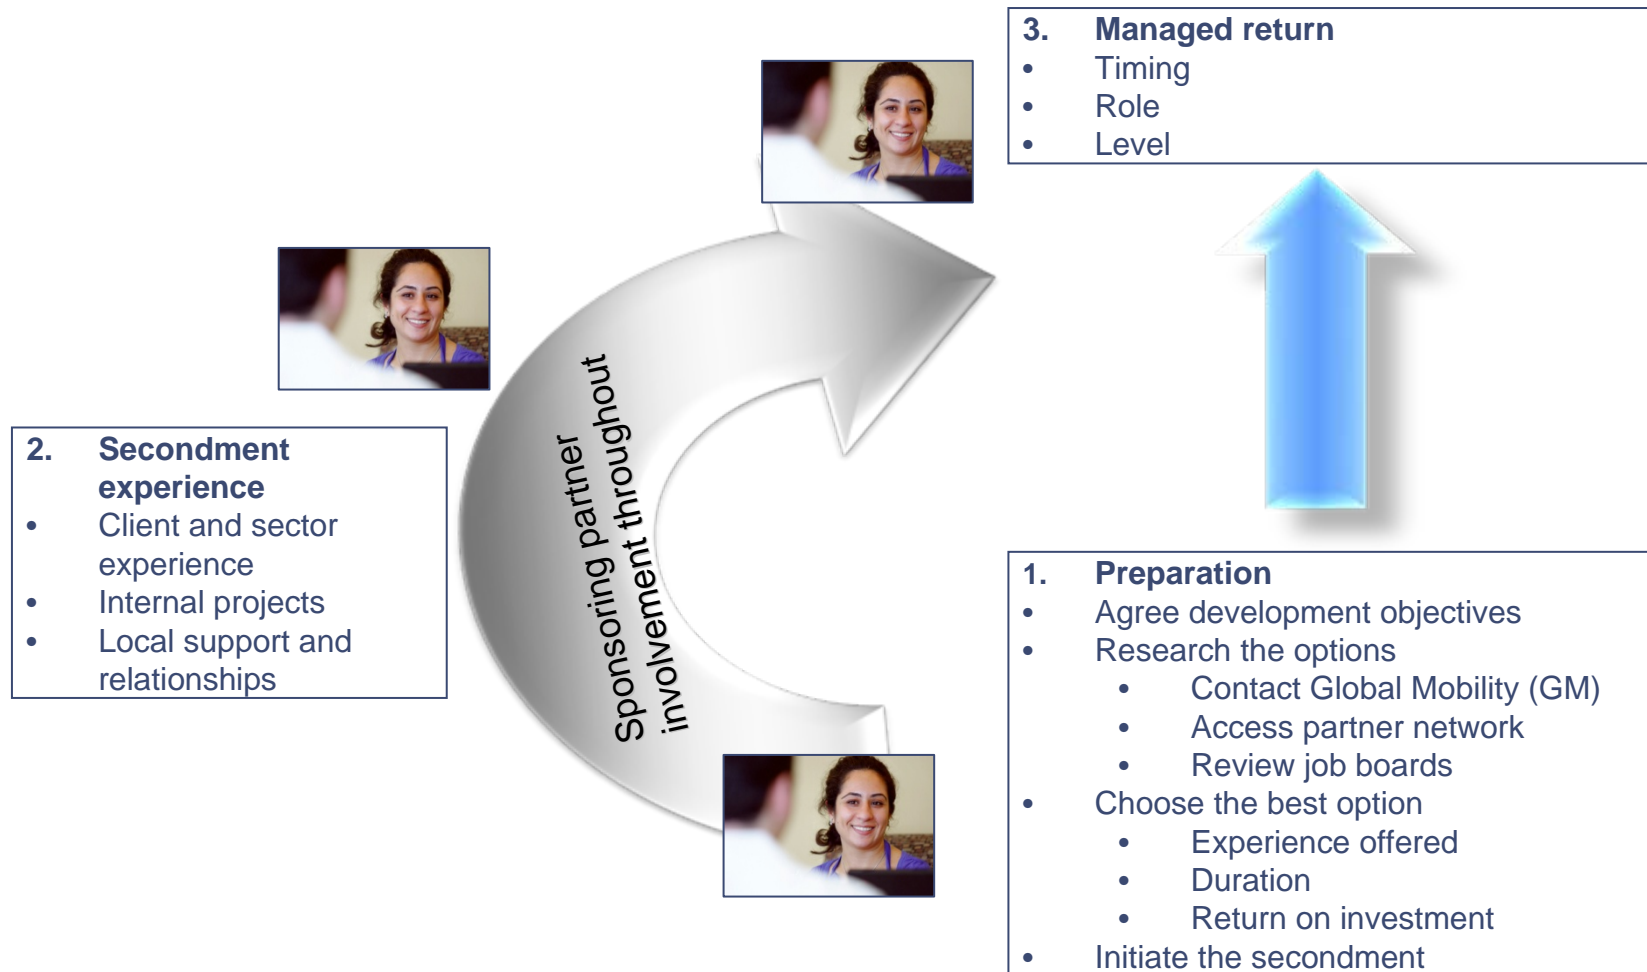 3. Managed return
• Timing
• Role
• Level
Sponsoring partner
involvement throughout
2. Secondment
experience
• Client and sector
experience
• Internal projects
• Local support and
relationships
1. Preparation
• Agree development objectives
• Research the options
• Contact Global Mobility (GM)
• Access partner network
• Review job boards
• Choose the best option
• Experience offered
• Duration
• Return on investment
• Initiate the secondment